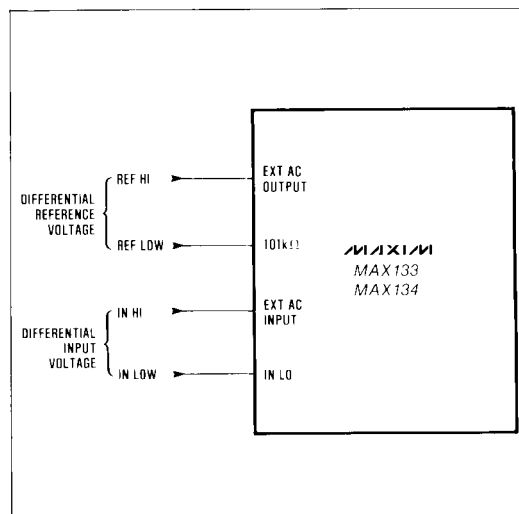 REF HI
EXT AC
OUTPUT
DIFFERENTIAL
REFERENCE
VOLTAGE
REF LOW
101kΩ
MAXIM
MAX133
MAX134
IN HI
EXT AC
INPUT
DIFFERENTIAL
INPUT
VOLTAGE
IN LOW
IN LO